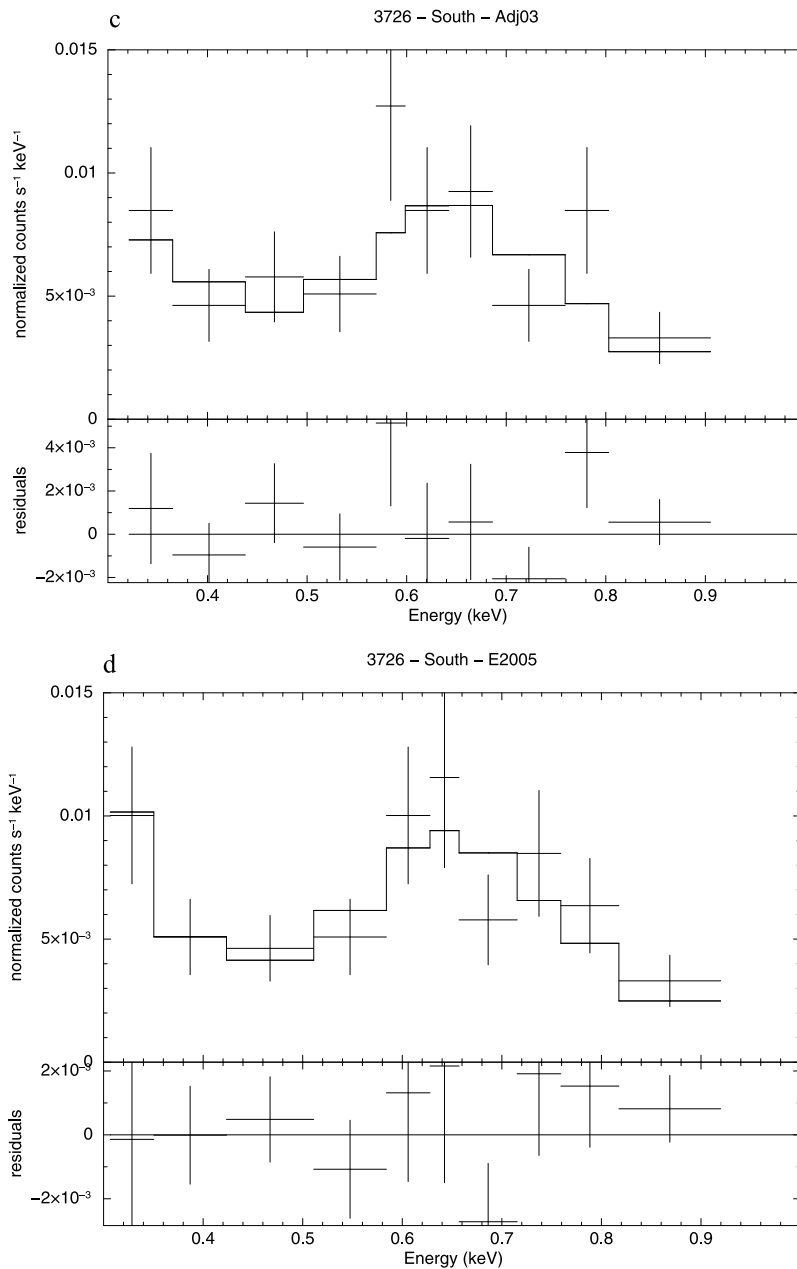 c
3726 – South – Adj03
0.015
0.01
5×10⁻³
0
normalized counts s⁻¹ keV⁻¹
4×10⁻³
2×10⁻³
0
−2×10⁻³
residuals
0.4 0.5 0.6 0.7 0.8 0.9
Energy (keV)
d
3726 – South – E2005
0.015
0.01
5×10⁻³
0
normalized counts s⁻¹ keV⁻¹
2×10⁻³
0
−2×10⁻³
residuals
0.4 0.5 0.6 0.7 0.8 0.9
Energy (keV)